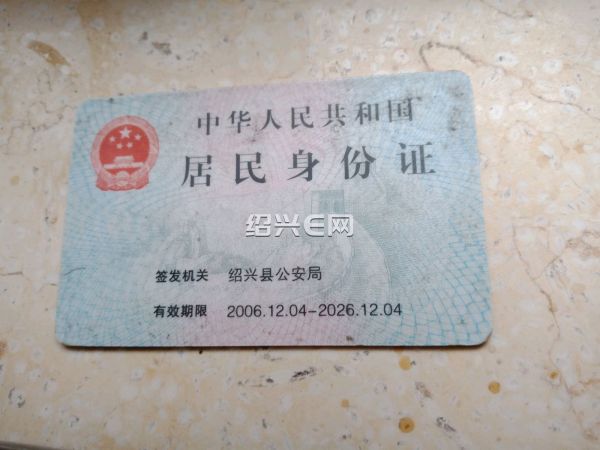 中华人民共和国
居民身份证
绍兴E网
签发机关 绍兴县公安局
有效期限 2006.12.04-2026.12.04